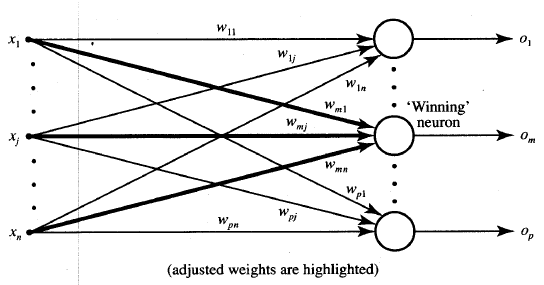 x1
w11
o1
w1j
w1n
wm1
'Winning'
neuron
xj
wmj
om
wmn
wp1
wpj
xn
wpn
op
(adjusted weights are highlighted)